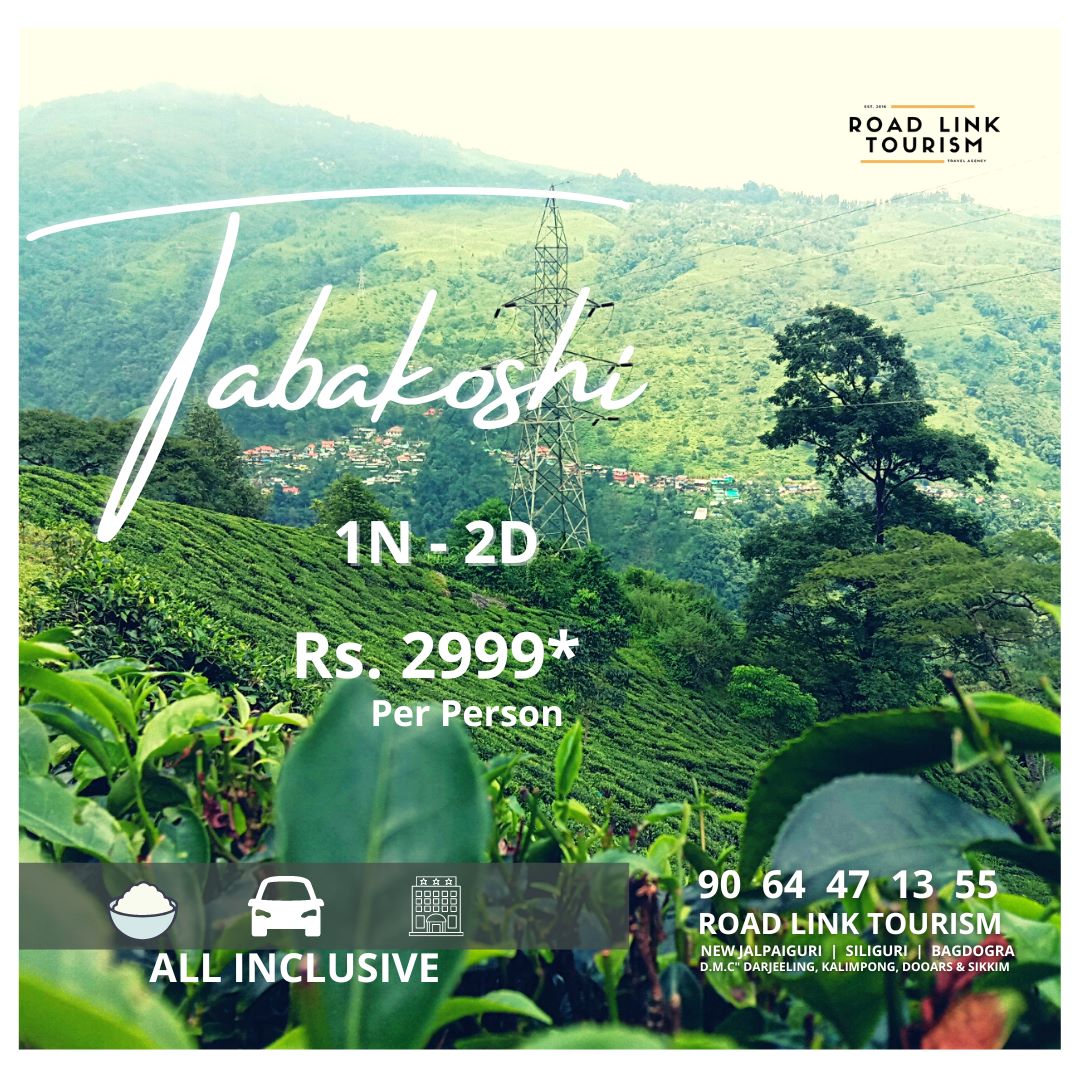 EST. 2016
ROAD LINK
TOURISM
TRAVEL AGENCY
Tabakoshi
1N - 2D
Rs. 2999*
Per Person
ALL INCLUSIVE
90 64 47 13 55
ROAD LINK TOURISM
NEW JALPAIGURI | SILIGURI | BAGDOGRA
D.M.C" DARJEELING, KALIMPONG, DOOARS & SIKKIM